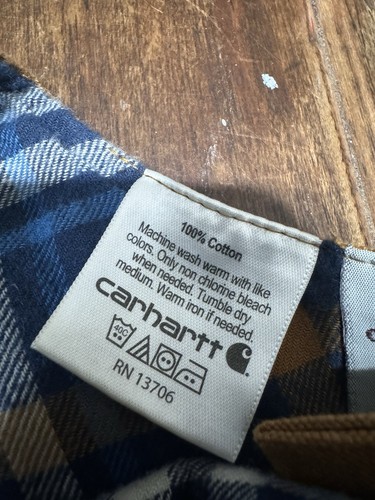 100% Cotton
Machine wash warm with like
colors. Only non chlorine bleach
when needed. Tumble dry
medium. Warm iron if needed.
carhartt
40C
RN 13706